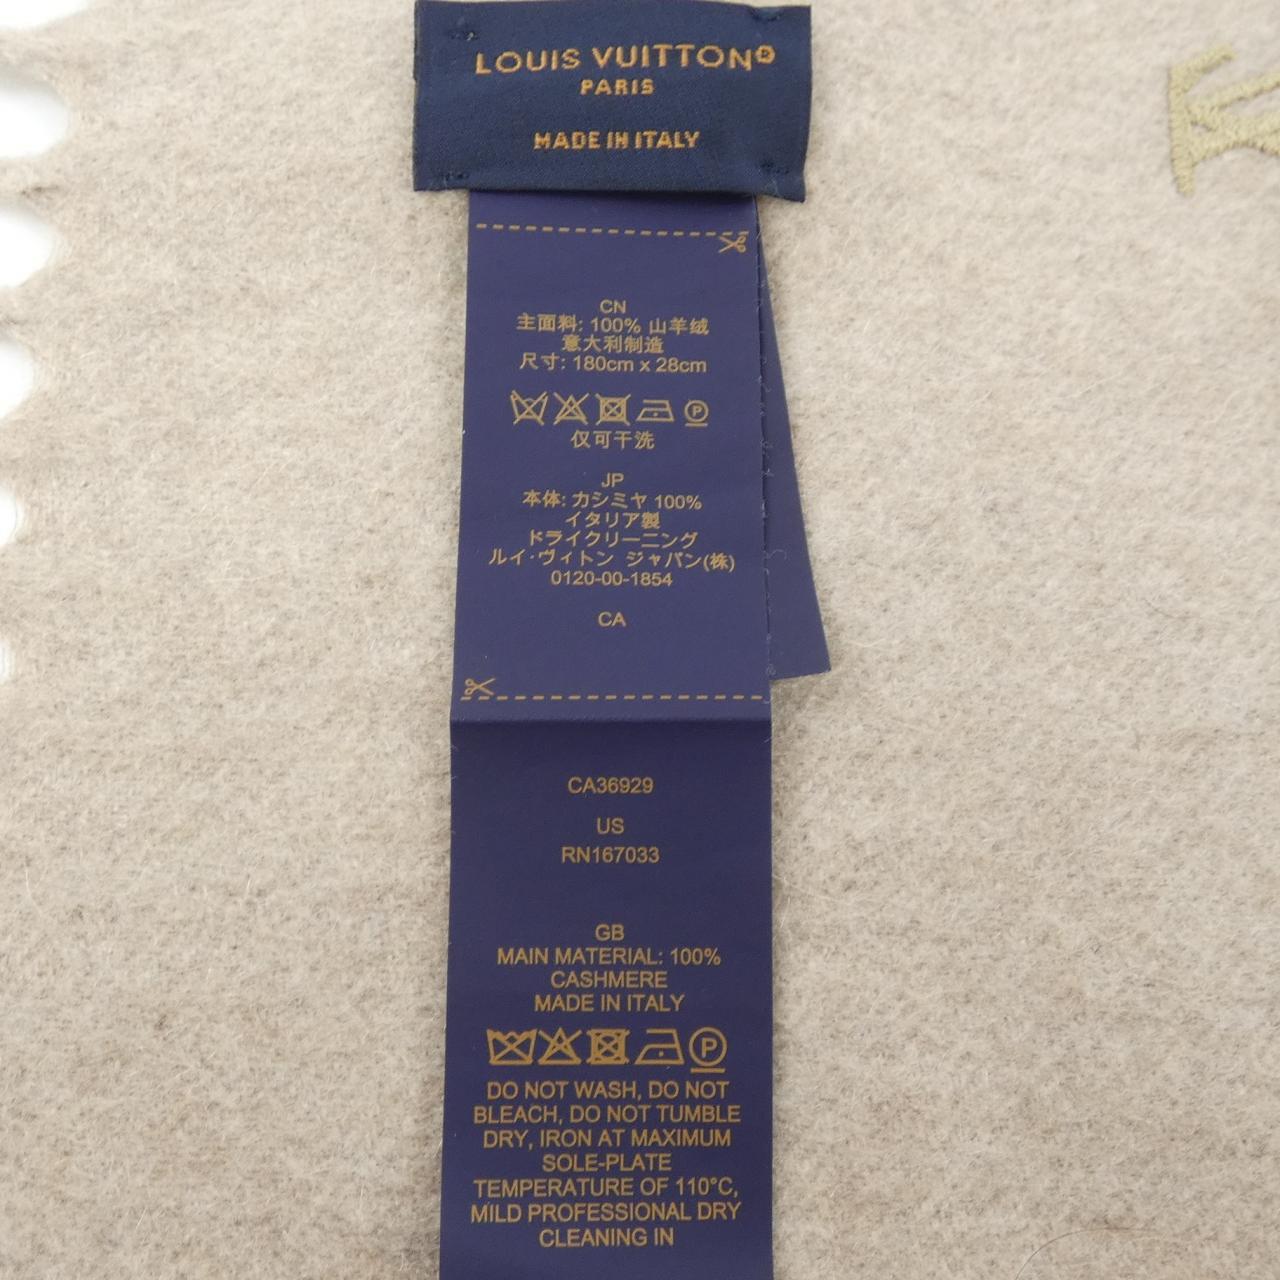 LOUIS VUITTON®
PARIS
MADE IN ITALY
CN
主面料: 100% 山羊绒
意大利制造
尺寸: 180cm x 28cm
P
仅可干洗
JP
本体: カシミヤ 100%
イタリア製
ドライクリーニング
ルイ・ヴィトン ジャパン(株)
0120-00-1854
CA
CA36929
US
RN167033
GB
MAIN MATERIAL: 100%
CASHMERE
MADE IN ITALY
P
DO NOT WASH, DO NOT
BLEACH, DO NOT TUMBLE
DRY, IRON AT MAXIMUM
SOLE-PLATE
TEMPERATURE OF 110°C,
MILD PROFESSIONAL DRY
CLEANING IN